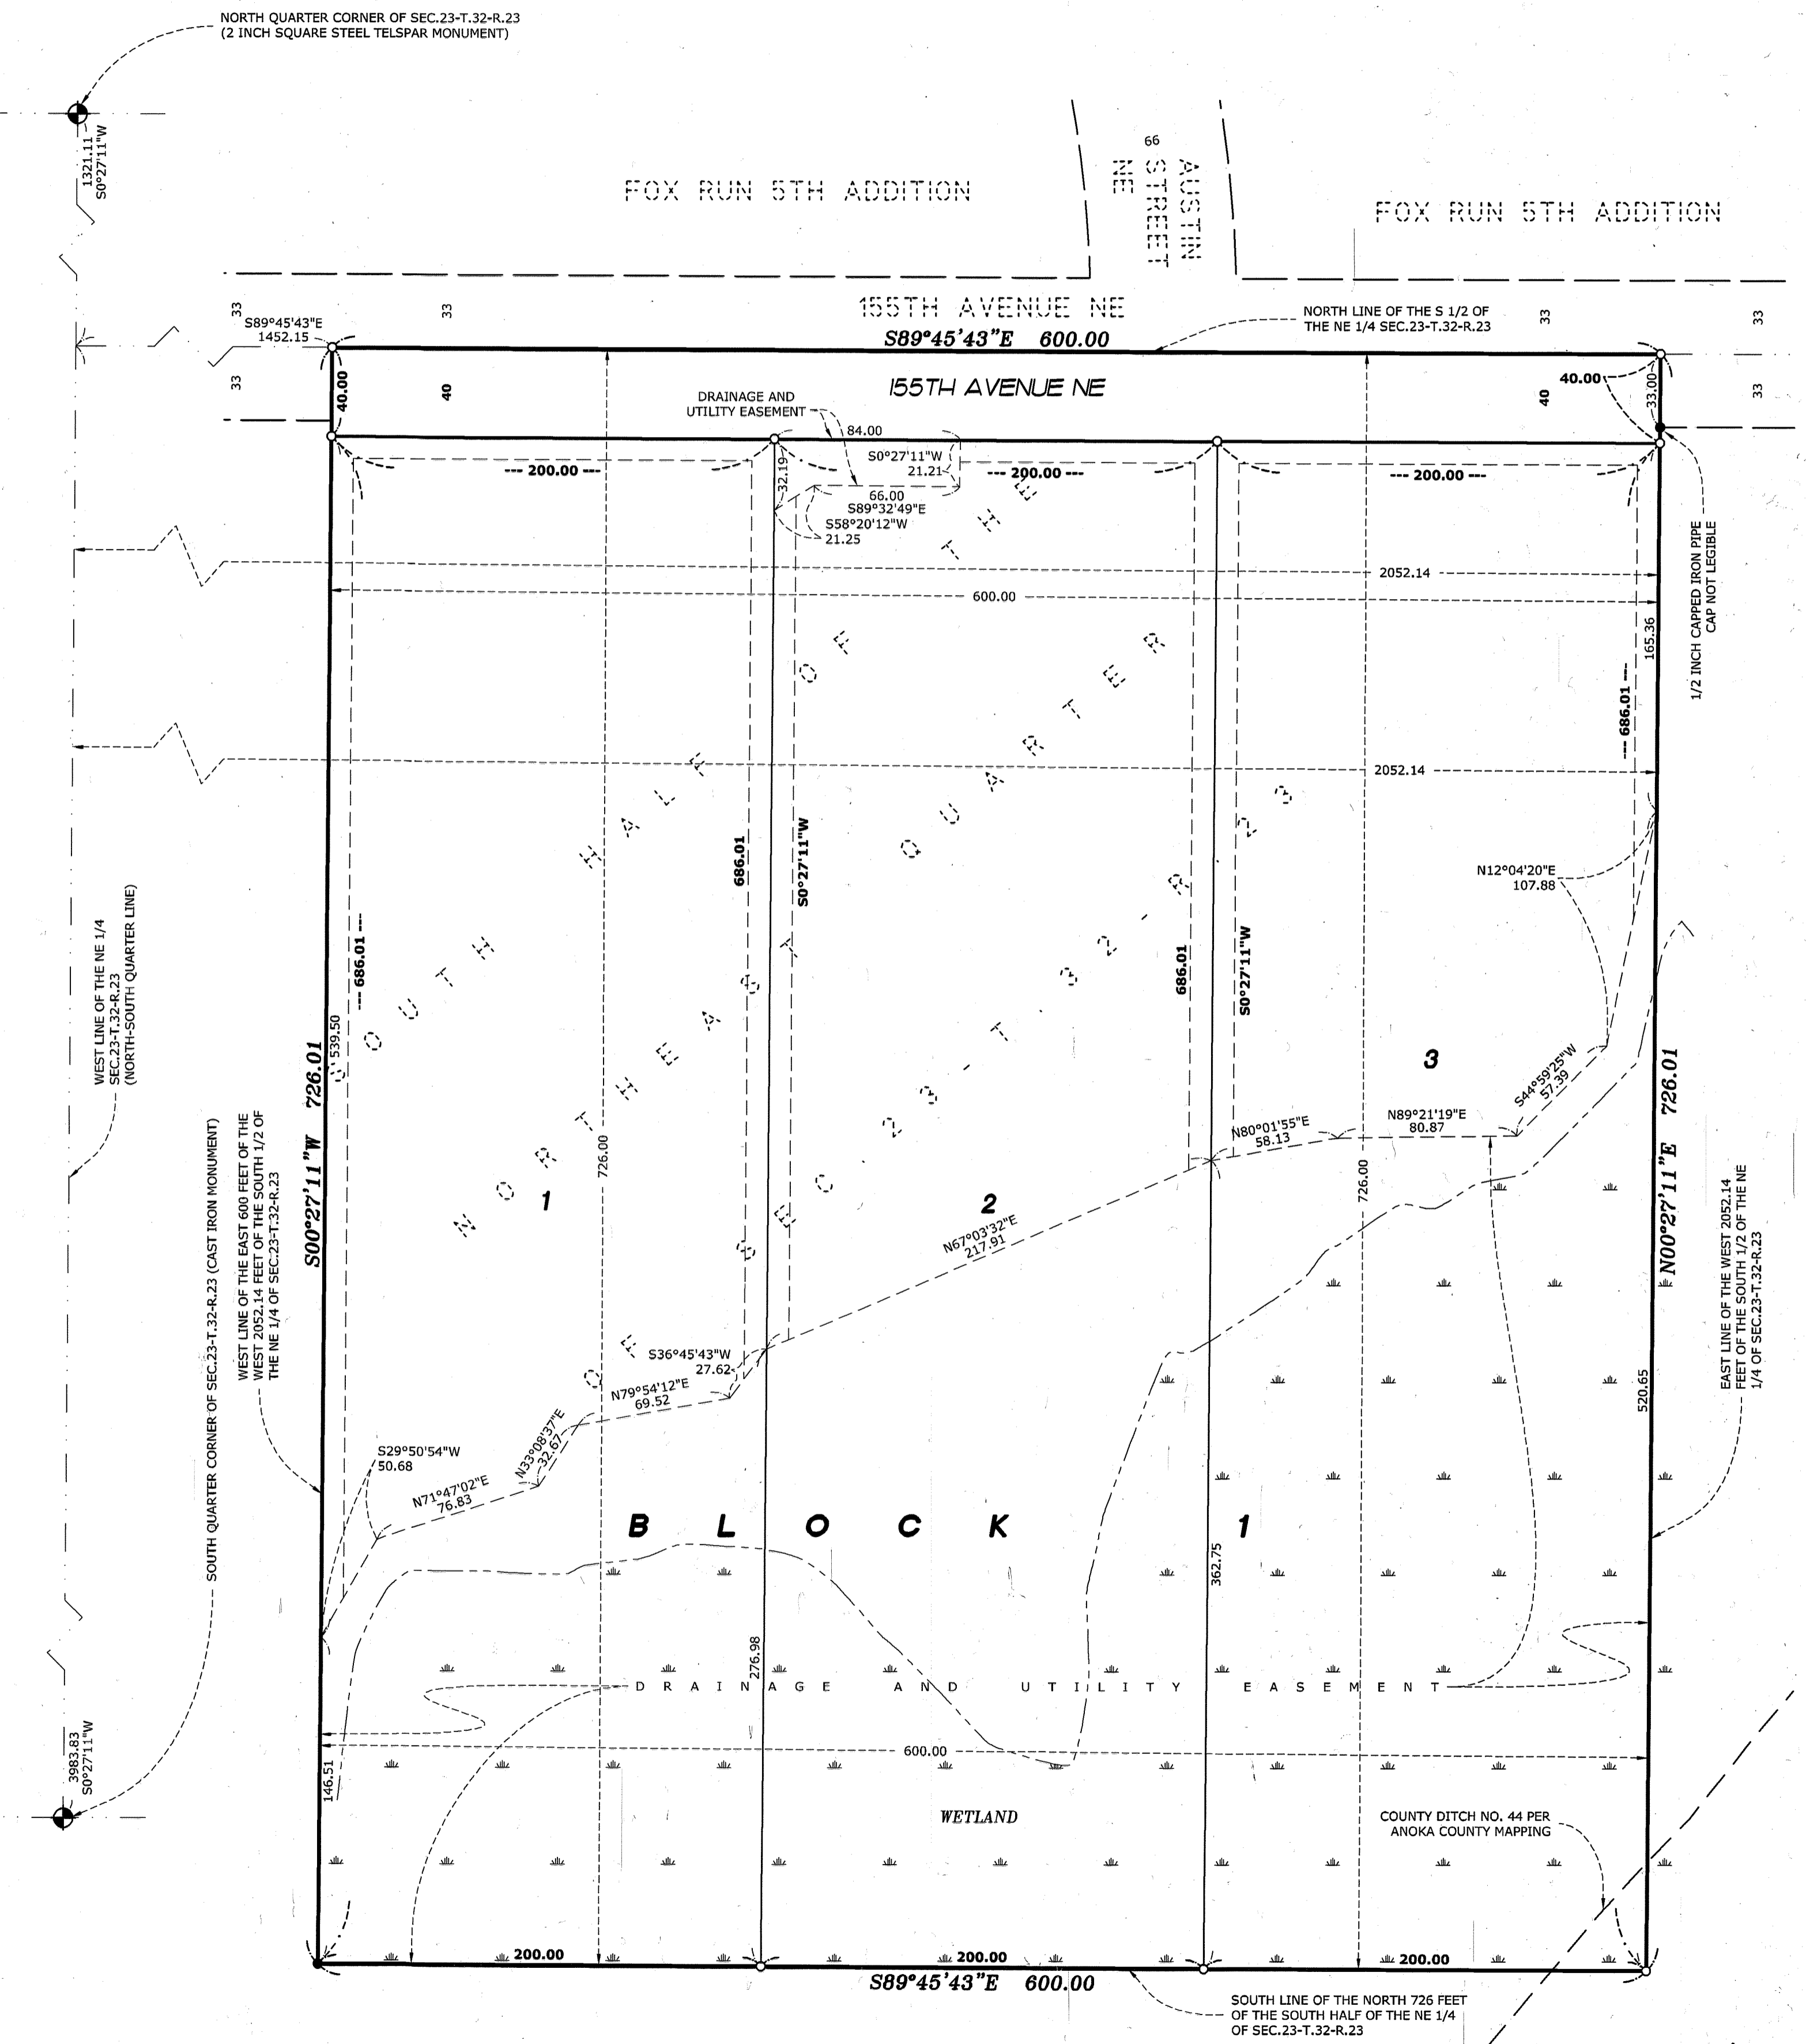 NORTH QUARTER CORNER OF SEC.23-T.32-R.23
(2 INCH SQUARE STEEL TELSPAR MONUMENT)
1321.11
S0°27'11"W
66
AUSTIN
STREET
NE
FOX RUN 5TH ADDITION
FOX RUN 5TH ADDITION
33
33
155TH AVENUE NE
33
33
S89°45'43"E
1452.15
S89°45'43"E 600.00
NORTH LINE OF THE S 1/2 OF
THE NE 1/4 SEC.23-T.32-R.23
33
40.00
40
DRAINAGE AND
UTILITY EASEMENT
155TH AVENUE NE
40
40.00
33.00
33
84.00
S0°27'11"W
21.21
--- 200.00 ---
32.19
--- 200.00 ---
--- 200.00 ---
66.00
S89°32'49"E
S58°20'12"W
21.25
1/2 INCH CAPPED IRON PIPE
CAP NOT LEGIBLE
2052.14
600.00
165.36
--- 686.01 ---
2052.14
SOUTH HALF OF THE
NORTHEAST QUARTER
OF SEC.23-T.32-R.23
686.01
S0°27'11"W
N12°04'20"E
107.88
--- 686.01 ---
686.01
S0°27'11"W
WEST LINE OF THE NE 1/4
SEC.23-T.32-R.23
(NORTH-SOUTH QUARTER LINE)
539.50
S00°27'11"W 726.01
3
S44°59'25"W
57.39
N00°27'11"E 726.01
N80°01'55"E
58.13
N89°21'19"E
80.87
726.00
726.00
1
2
N67°03'32"E
217.91
SOUTH QUARTER CORNER OF SEC.23-T.32-R.23 (CAST IRON MONUMENT)
WEST LINE OF THE EAST 600 FEET OF THE
WEST 2052.14 FEET OF THE SOUTH 1/2 OF
THE NE 1/4 OF SEC.23-T.32-R.23
EAST LINE OF THE WEST 2052.14
FEET OF THE SOUTH 1/2 OF THE NE
1/4 OF SEC.23-T.32-R.23
S36°45'43"W
27.62
N79°54'12"E
69.52
520.65
N33°08'37"E
32.67
S29°50'54"W
50.68
N71°47'02"E
76.83
BLOCK 1
362.75
276.98
DRAINAGE AND UTILITY EASEMENT
3983.83
S0°27'11"W
146.51
600.00
WETLAND
COUNTY DITCH NO. 44 PER
ANOKA COUNTY MAPPING
200.00
200.00
200.00
S89°45'43"E 600.00
SOUTH LINE OF THE NORTH 726 FEET
OF THE SOUTH HALF OF THE NE 1/4
OF SEC.23-T.32-R.23